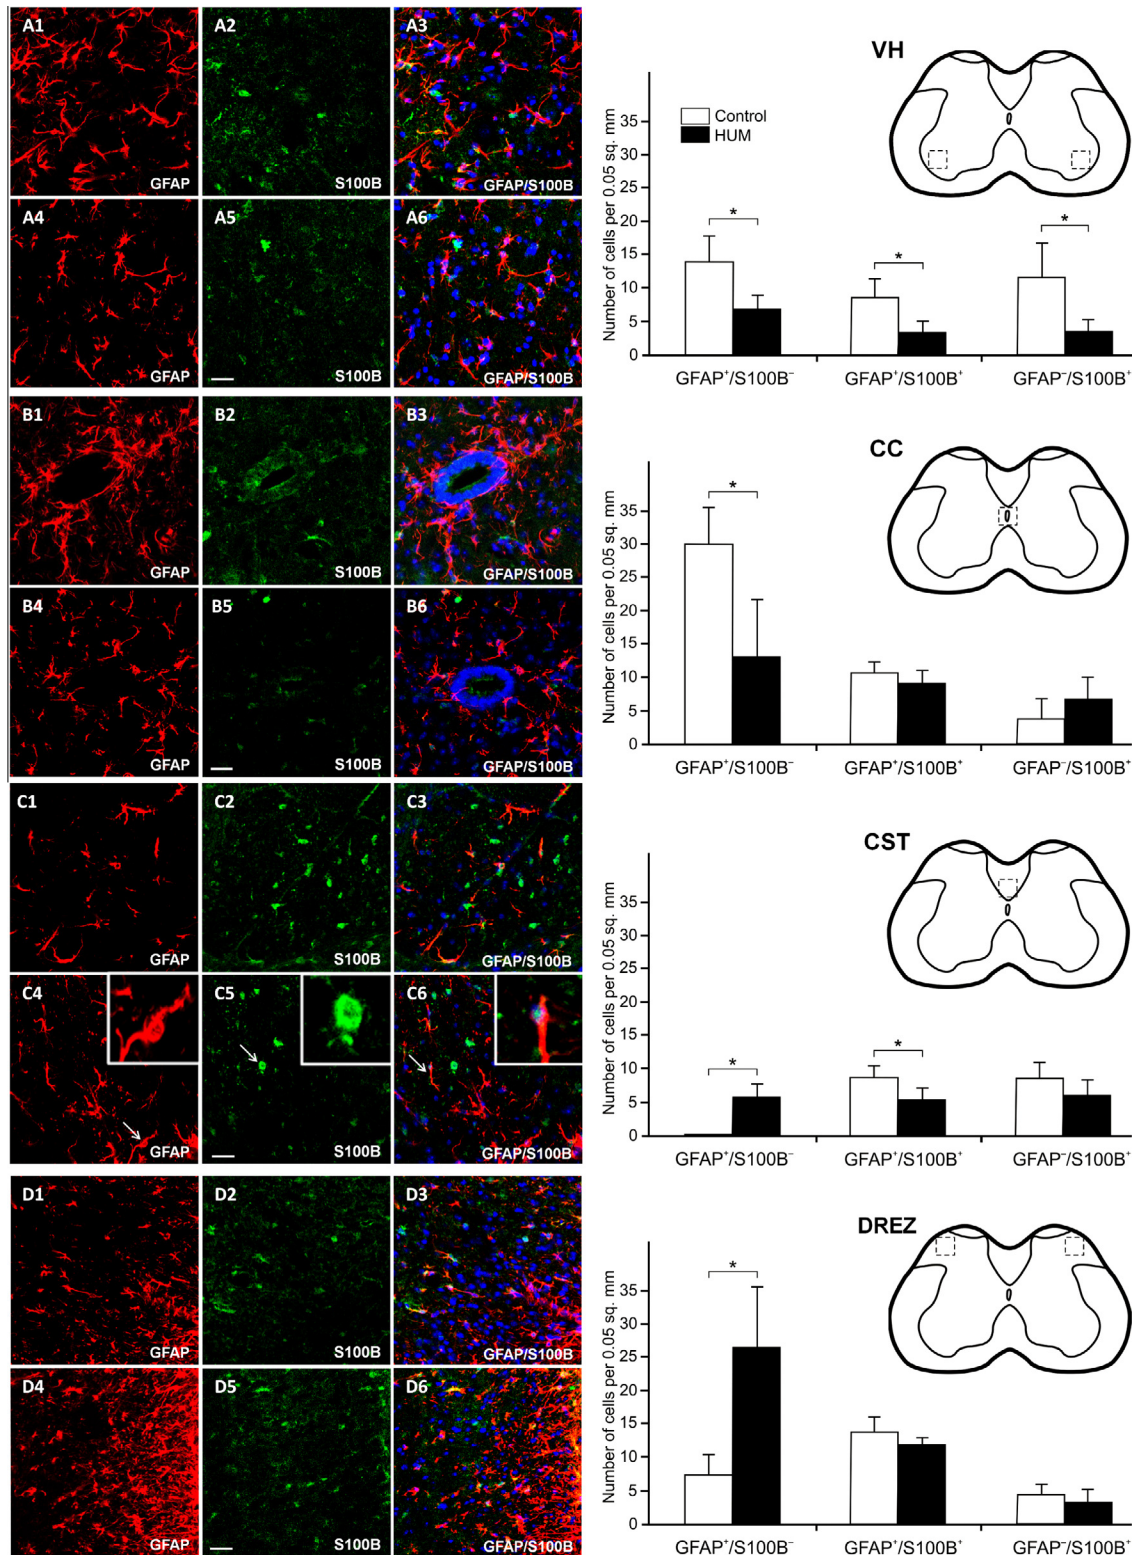 A1
GFAP
A2
S100B
A3
GFAP/S100B
A4
GFAP
A5
S100B
A6
GFAP/S100B
B1
GFAP
B2
S100B
B3
GFAP/S100B
B4
GFAP
B5
S100B
B6
GFAP/S100B
C1
GFAP
C2
S100B
C3
GFAP/S100B
C4
GFAP
C5
S100B
C6
GFAP/S100B
D1
GFAP
D2
S100B
D3
GFAP/S100B
D4
GFAP
D5
S100B
D6
GFAP/S100B
VH
Control
HUM
Number of cells per 0.05 sq. mm
35
30
25
20
15
10
5
0
*
*
*
GFAP⁺/S100B⁻
GFAP⁺/S100B⁺
GFAP⁻/S100B⁺
CC
Number of cells per 0.05 sq. mm
35
30
25
20
15
10
5
0
*
GFAP⁺/S100B⁻
GFAP⁺/S100B⁺
GFAP⁻/S100B⁺
CST
Number of cells per 0.05 sq. mm
35
30
25
20
15
10
5
0
*
*
GFAP⁺/S100B⁻
GFAP⁺/S100B⁺
GFAP⁻/S100B⁺
DREZ
Number of cells per 0.05 sq. mm
35
30
25
20
15
10
5
0
*
GFAP⁺/S100B⁻
GFAP⁺/S100B⁺
GFAP⁻/S100B⁺